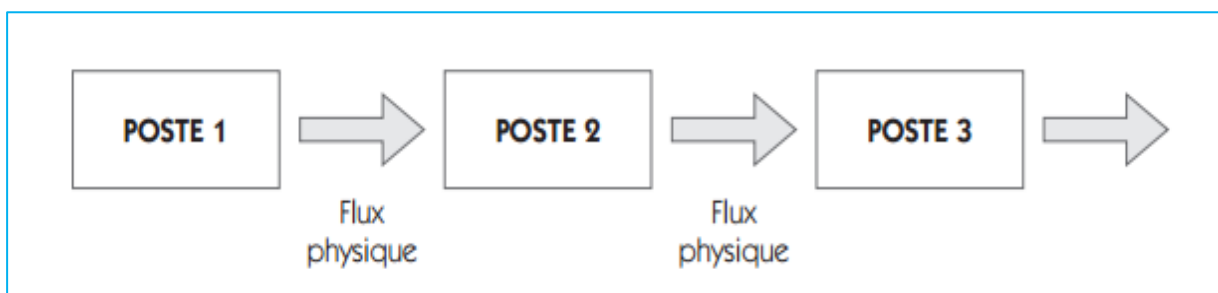 POSTE 1
POSTE 2
POSTE 3
Flux
physique
Flux
physique